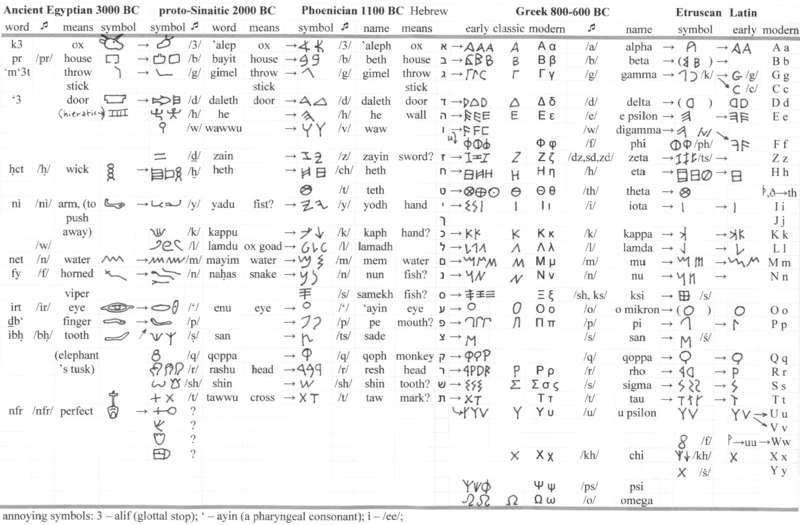 Ancient Egyptian 3000 BC proto-Sinaitic 2000 BC Phoenician 1100 BC Hebrew Greek 800-600 BC Etruscan Latin
word means symbol symbol name means symbol name means early classic modern name symbol early modern
k3 ox → /3/ 'alep ox → /3/ 'aleph ox א → Α Α α /a/ alpha → A a
pr /pr/ house → /b/ bayit house → /b/ beth house ב → Β Β β /b/ beta → ( ) B b
'm'3t throw stick → /g/ gimel throw stick → /g/ gimel throw stick ג → Γ Γ γ /g/ gamma → /k/ → /g/ G g
/c/ C c
'3 door → /d/ daleth door → /d/ daleth door ד → Δ Δ δ /d/ delta → ( ) D d
(hieratic) → /h/ he → /h/ he wall ה → Ε Ε ε /e/ e psilon → → E e
/w/ wawwu → /v/ waw ו /w/ digamma → /w/
Φ φ /f/ phi /ph/ F f
/ḏ/ zain → /z/ zayin sword? ז → Ζ Ζ ζ /dz,sd,zd/ zeta → /ts/ → Z z
ḥct /ḥ/ wick → /ḫ/ heth → /ch/ heth ח → Η Η η /h/ eta → → H h
/t/ teth ט → Θ Θ θ /th/ theta → þ,ð→th
ni /ni/ arm, (to push away) → /y/ yadu fist? → /y/ yodh hand י → Ι Ι ι /i/ iota → → I i
J j
/k/ kappu → /k/ kaph hand? כ → Κ Κ κ /k/ kappa → → K k
/w/ /l/ lamdu ox goad → /l/ lamadh ל → Λ Λ λ /l/ lamda → → L l
net /n/ water → /m/ mayim water → /m/ mem water מ → Μ Μ μ /m/ mu → → M m
fy /f/ horned viper → /n/ naḥas snake → /n/ nun fish? נ → Ν Ν ν /n/ nu → → N n
/s/ samekh fish? ס → Ξ ξ /sh, ks/ ksi → /s/
irt /ir/ eye → /'/ enu eye → /'/ 'ayin eye ע → Ο Ο ο /o/ o mikron → ( ) O o
ḏb' finger → /p/ → /p/ pe mouth? פ → Π Π π /p/ pi → → P p
ibḥ /bḥ/ tooth (elephant 's tusk) /ṣ/ san → /ts/ sade צ → M /s/ san → /ś/
/q/ qoppa → /q/ qoph monkey ק → /q/ qoppa → → Q q
/r/ rashu head → /r/ resh head ר → Ρ Ρ ρ /r/ rho → → R r
/sh/ shin → /sh/ shin tooth? ש → Σ Σ σ ς /s/ sigma → → S s
/t/ tawwu cross → /t/ taw mark? ת → Τ Τ τ /t/ tau → → T t
nfr /nfr/ perfect → ? Υ Υ υ /u/ u psilon → U u
? V v
? /f/ →uu→ W w
? Χ Χ χ /kh/ chi /kh/ X x
X /š/ Y y
Ψ ψ /ps/ psi
Ω Ω ω /o/ omega
annoying symbols: 3 – alif (glottal stop); ' – ayin (a pharyngeal consonant); i – /ee/;